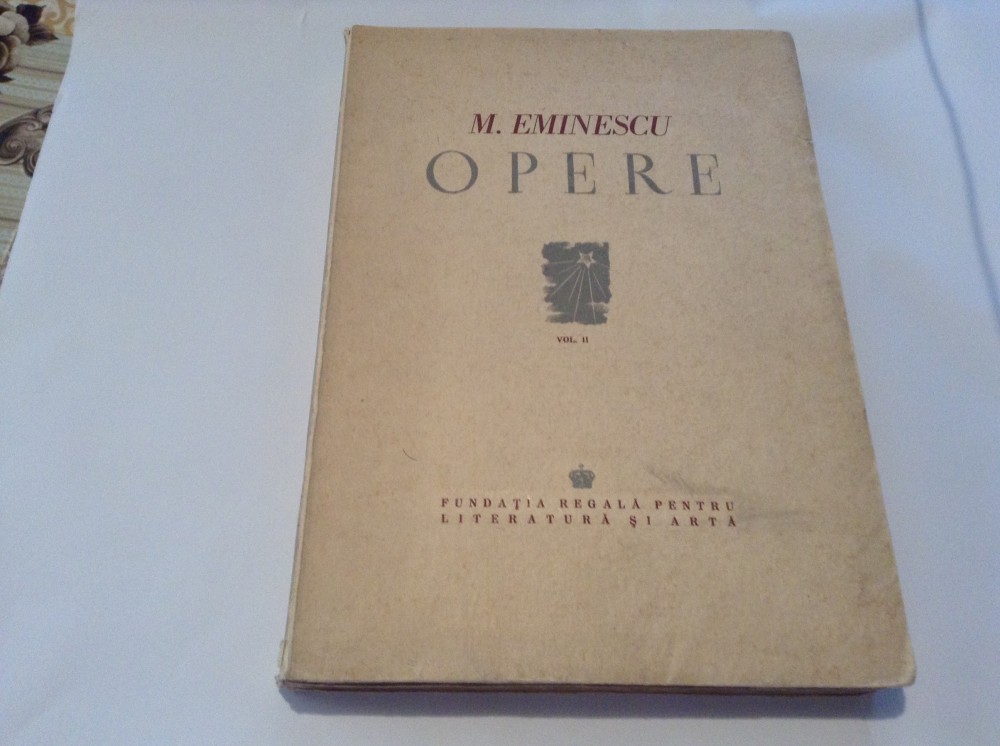 M. EMINESCU
OPERE
VOL. II
FUNDAȚIA REGALĂ PENTRU
LITERATURĂ ȘI ARTĂ